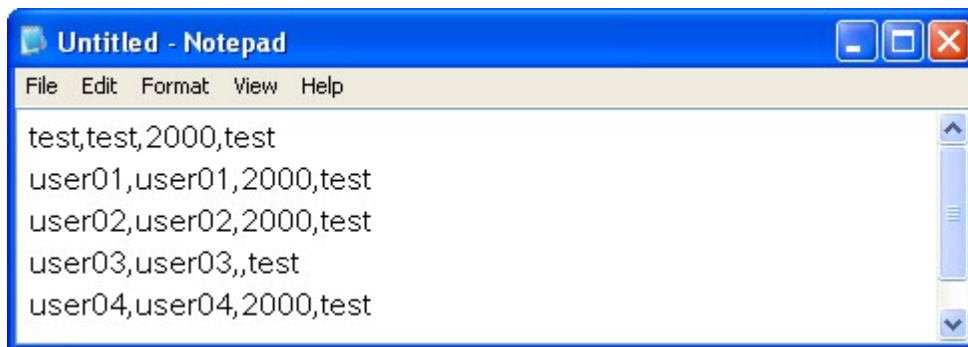 Untitled - Notepad
File Edit Format View Help
test,test,2000,test
user01,user01,2000,test
user02,user02,2000,test
user03,user03,,test
user04,user04,2000,test